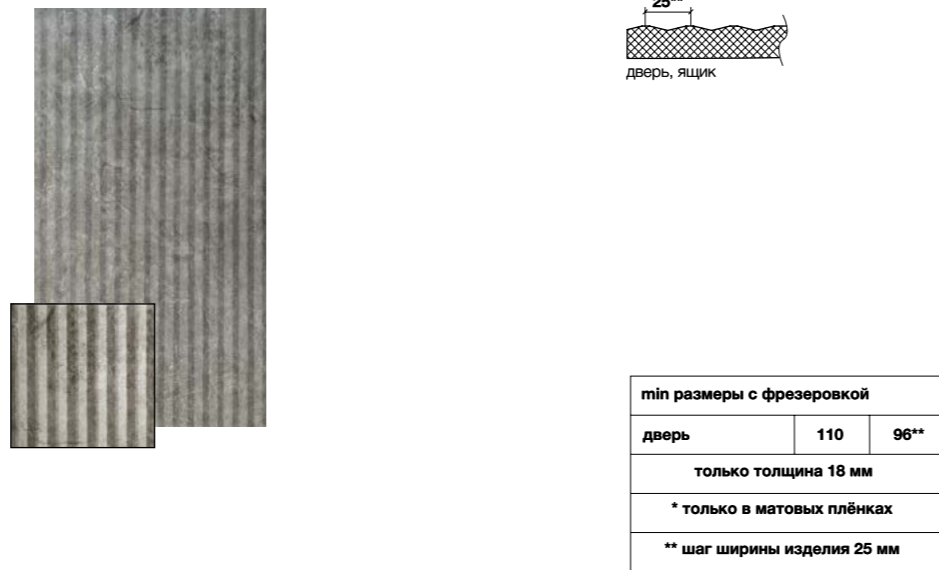 25**
дверь, ящик
min размеры с фрезеровкой
дверь 110 96**
только толщина 18 мм
* только в матовых плёнках
** шаг ширины изделия 25 мм